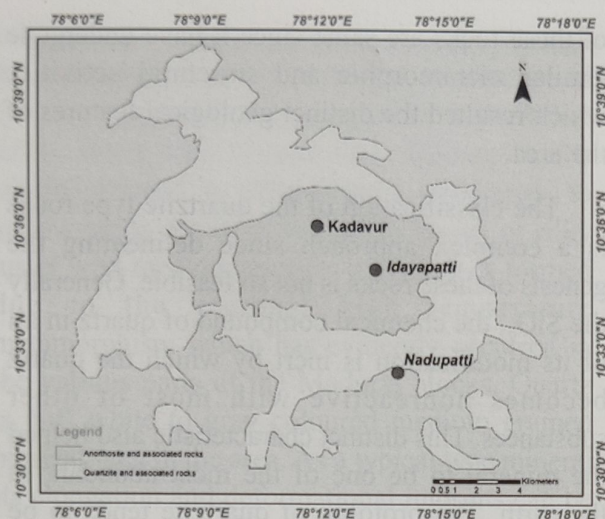 78°6'0"E 78°9'0"E 78°12'0"E 78°15'0"E 78°18'0"E
N
10°39'0"N 10°39'0"N
10°36'0"N 10°36'0"N
Kadavur
Idayapatti
10°33'0"N 10°33'0"N
Nadupatti
Legend
Anorthosite and associated rocks
Quartzite and associated rocks
Kilometers
0 0.5 1 2 3 4
10°30'0"N 10°30'0"N
78°6'0"E 78°9'0"E 78°12'0"E 78°15'0"E 78°18'0"E